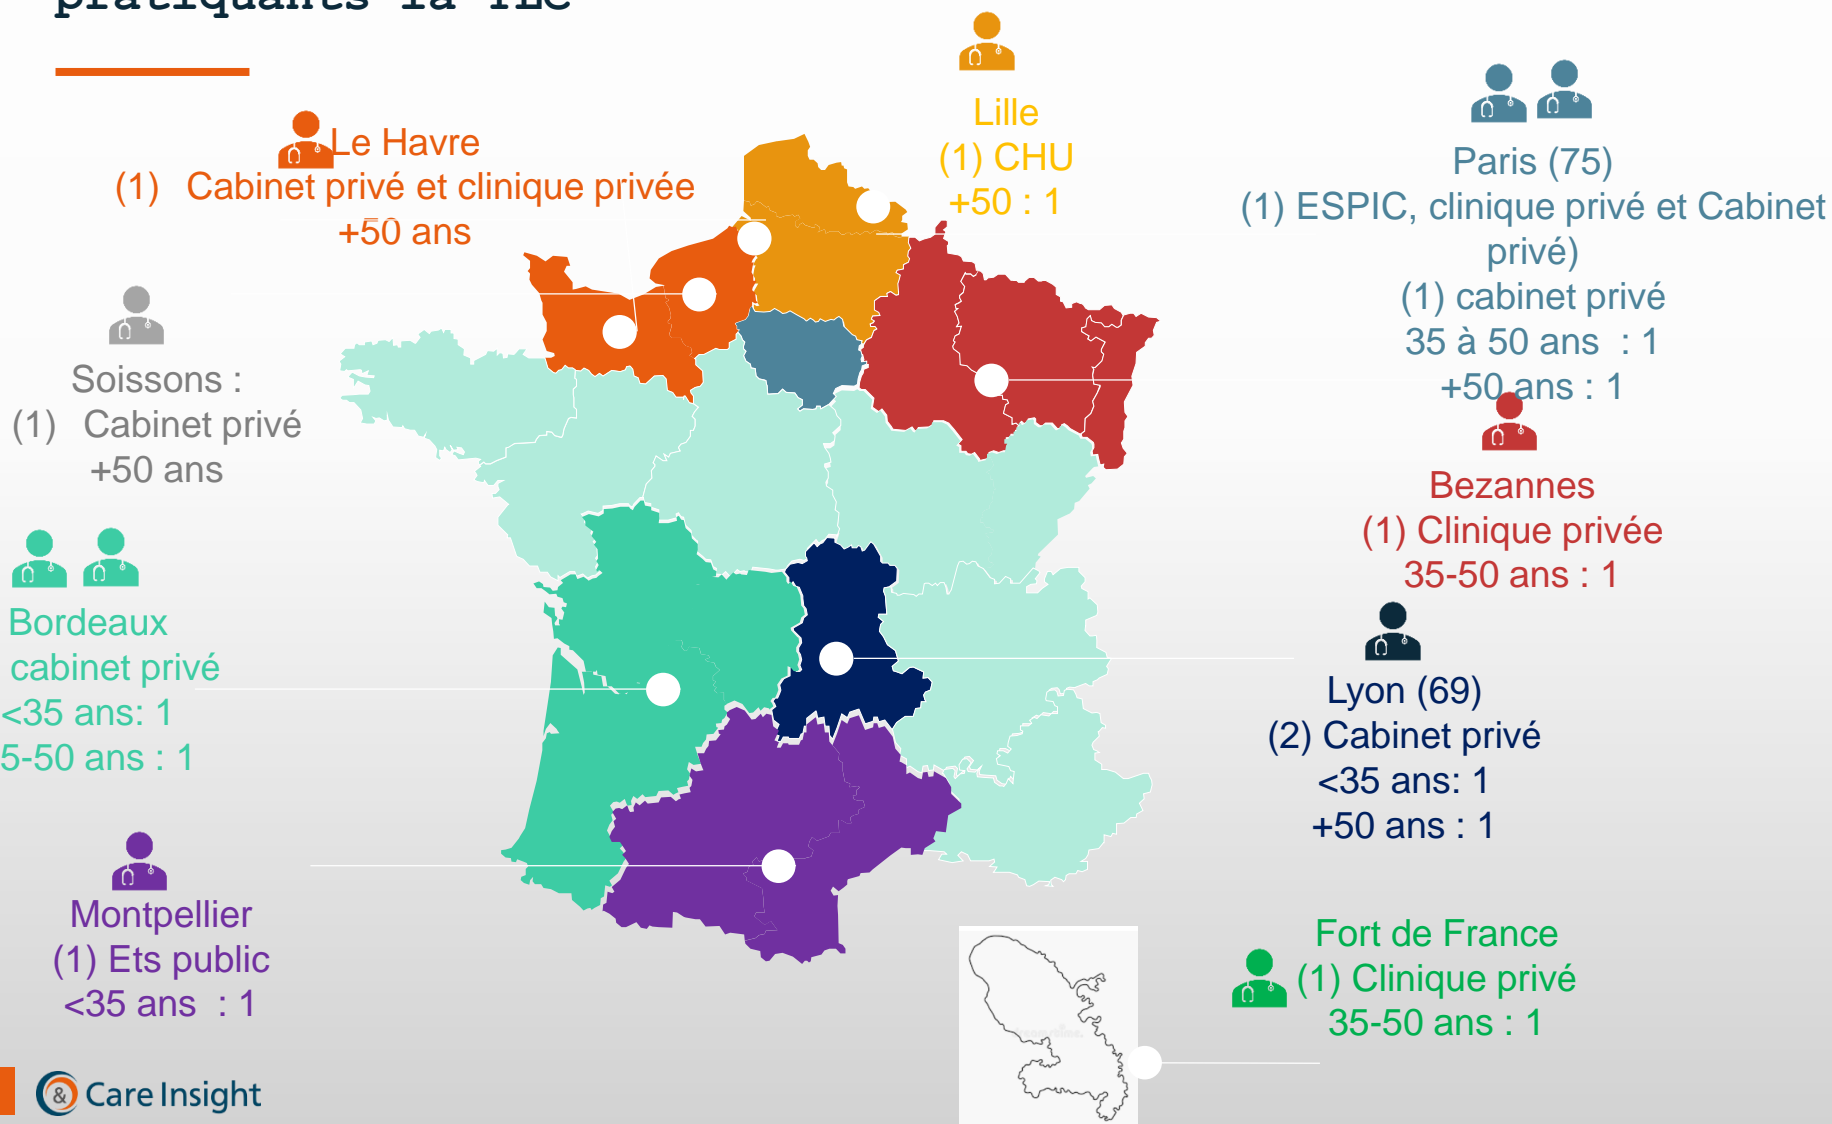 pratiquants la TEC
Le Havre
(1) Cabinet privé et clinique privée
+50 ans
Lille
(1) CHU
+50 : 1
Paris (75)
(1) ESPIC, clinique privé et Cabinet
privé)
(1) cabinet privé
35 à 50 ans : 1
+50 ans : 1
Soissons :
(1) Cabinet privé
+50 ans
Bezannes
(1) Clinique privée
35-50 ans : 1
Bordeaux
cabinet privé
<35 ans: 1
5-50 ans : 1
Lyon (69)
(2) Cabinet privé
<35 ans: 1
+50 ans : 1
Montpellier
(1) Ets public
<35 ans : 1
Fort de France
(1) Clinique privé
35-50 ans : 1
& Care Insight